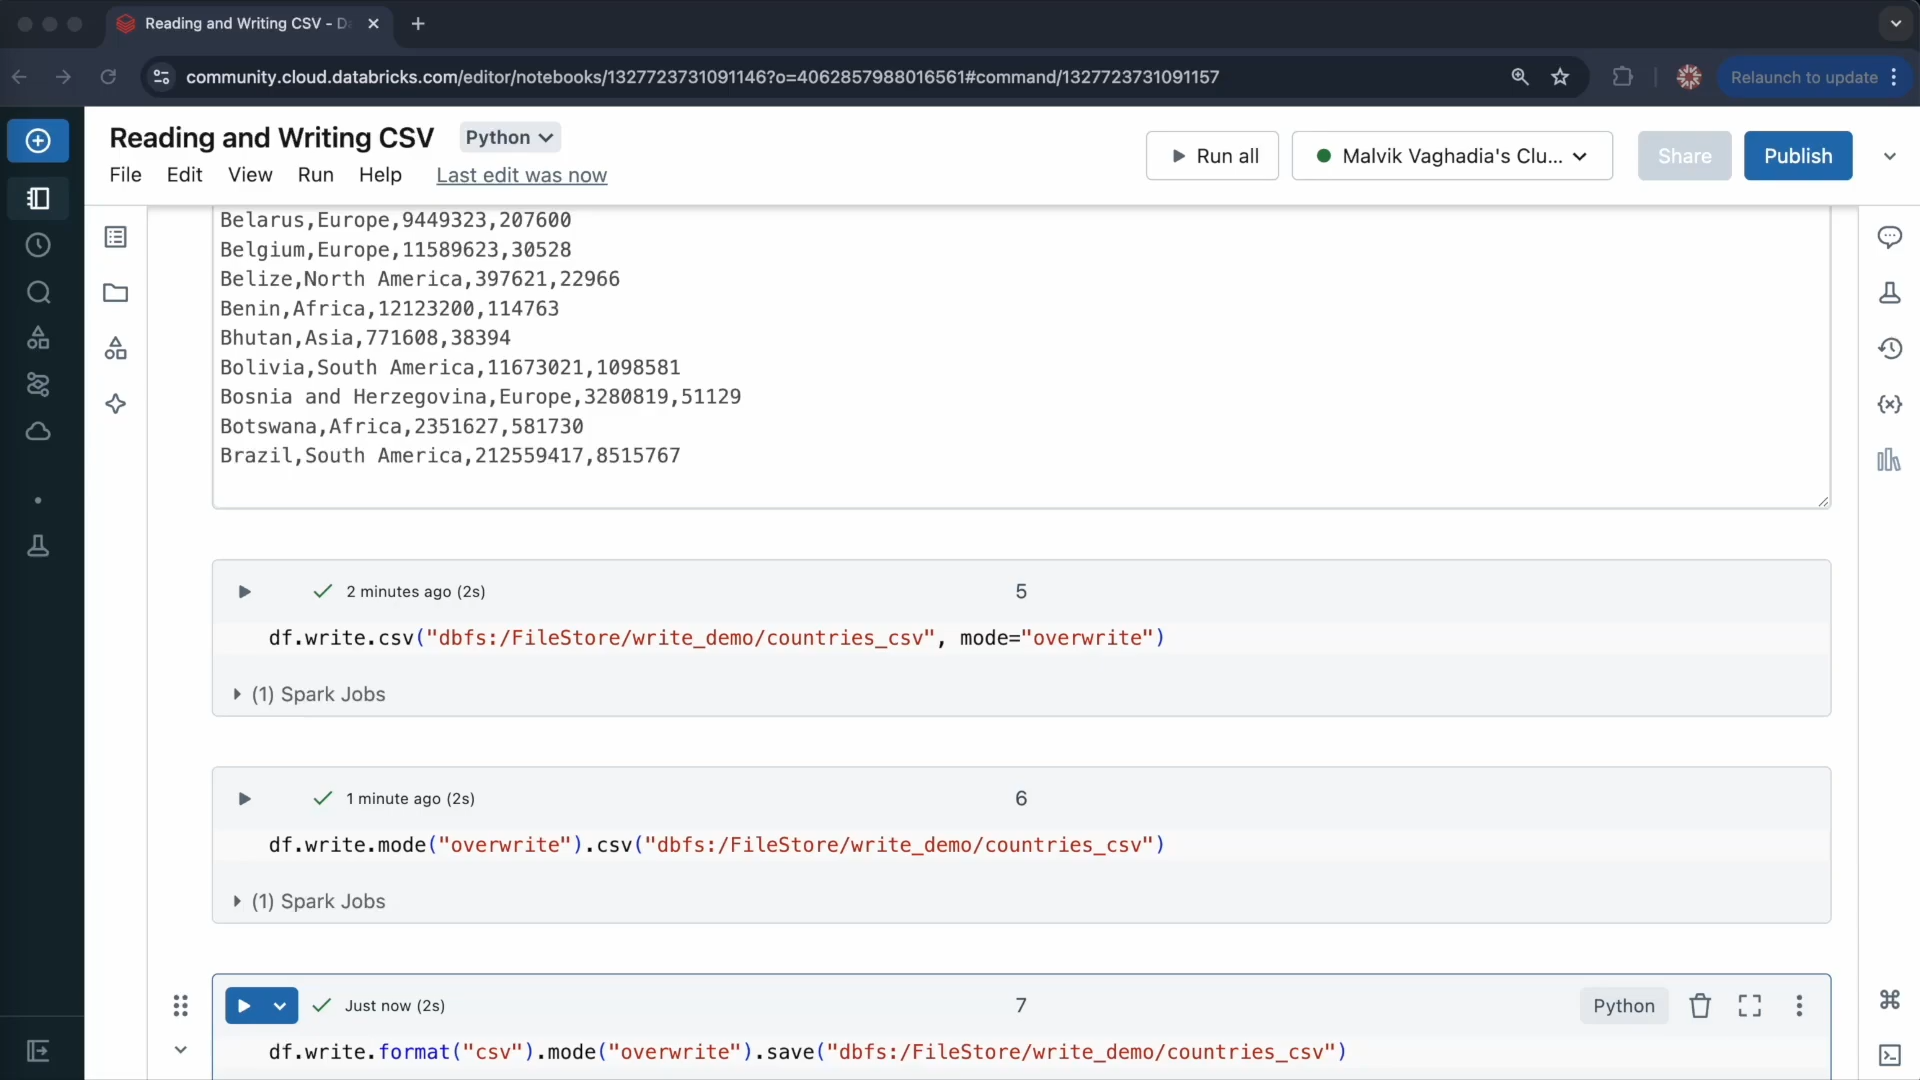 Reading and Writing CSV - D
community.cloud.databricks.com/editor/notebooks/1327723731091146?o=4062857988016561#command/1327723731091157
Relaunch to update
Reading and Writing CSV
Python
Run all
Malvik Vaghadia's Clu...
Share
Publish
File Edit View Run Help Last edit was now
Belarus,Europe,9449323,207600
Belgium,Europe,11589623,30528
Belize,North America,397621,22966
Benin,Africa,12123200,114763
Bhutan,Asia,771608,38394
Bolivia,South America,11673021,1098581
Bosnia and Herzegovina,Europe,3280819,51129
Botswana,Africa,2351627,581730
Brazil,South America,212559417,8515767
2 minutes ago (2s)
5
df.write.csv("dbfs:/FileStore/write_demo/countries_csv", mode="overwrite")
(1) Spark Jobs
1 minute ago (2s)
6
df.write.mode("overwrite").csv("dbfs:/FileStore/write_demo/countries_csv")
(1) Spark Jobs
Just now (2s)
7
Python
df.write.format("csv").mode("overwrite").save("dbfs:/FileStore/write_demo/countries_csv")